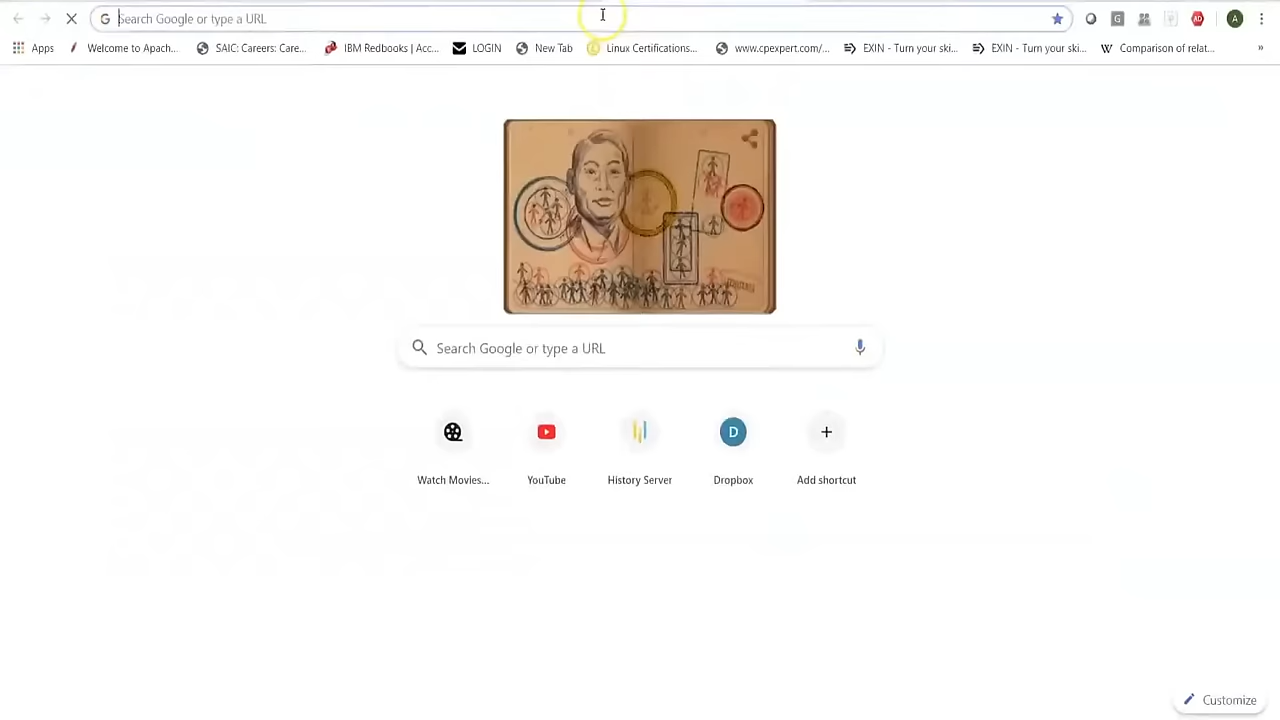 Search Google or type a URL
A
Apps
Welcome to Apach...
SAIC: Careers: Care...
IBM Redbooks | Acc...
LOGIN
New Tab
Linux Certifications...
www.cpexpert.com/...
EXIN - Turn your ski...
EXIN - Turn your ski...
Comparison of relat...
»
Search Google or type a URL
D
Watch Movies...
YouTube
History Server
Dropbox
Add shortcut
Customize